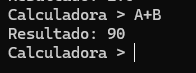 Calculadora > A+B
Resultado: 90
Calculadora >